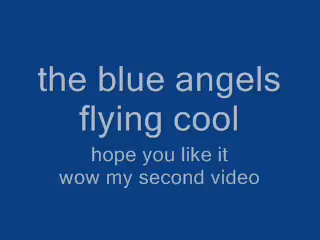 the blue angels
flying cool
hope you like it
wow my second video